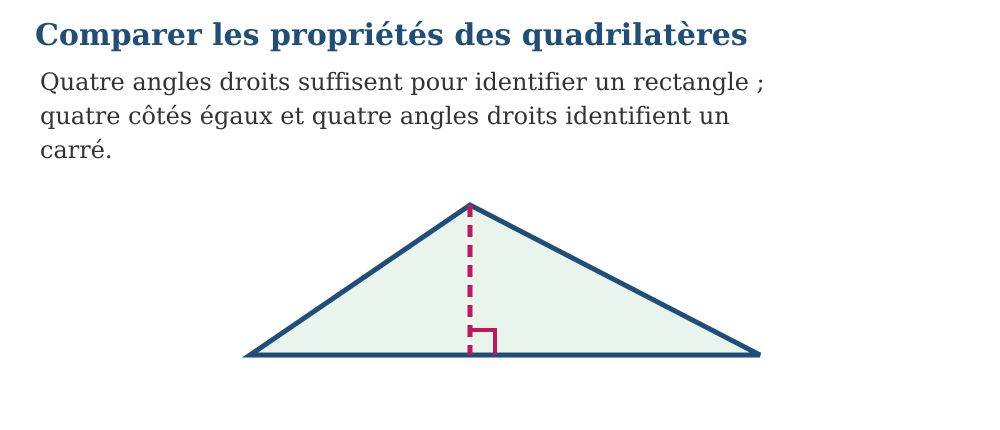 Comparer les propriétés des quadrilatères
Quatre angles droits suffisent pour identifier un rectangle ;
quatre côtés égaux et quatre angles droits identifient un
carré.